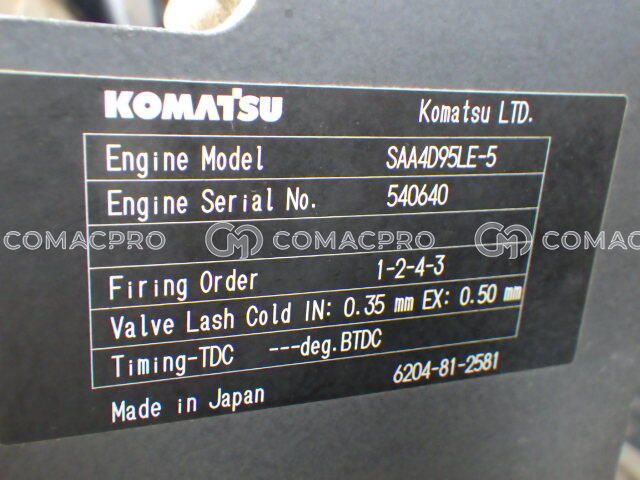 KOMATSU Komatsu LTD.
Engine Model SAA4D95LE-5
Engine Serial No. 540640
COMACPRO COMACPRO
Firing Order 1-2-4-3
Valve Lash Cold IN: 0.35 mm EX: 0.50 mm
Timing-TDC ---deg.BTDC
6204-81-2581
Made in Japan